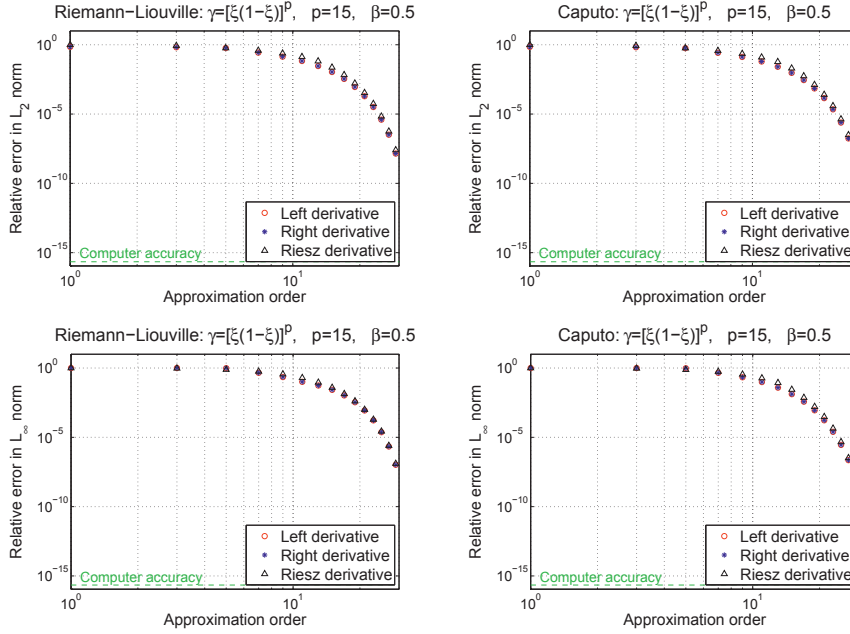 Riemann−Liouville: γ=[ξ(1−ξ)]^p, p=15, β=0.5
Relative error in L_2 norm
10^0
10^−5
10^−10
10^−15
Computer accuracy
Left derivative
Right derivative
Riesz derivative
10^0
10^1
Approximation order
Caputo: γ=[ξ(1−ξ)]^p, p=15, β=0.5
Relative error in L_2 norm
10^0
10^−5
10^−10
10^−15
Computer accuracy
Left derivative
Right derivative
Riesz derivative
10^0
10^1
Approximation order
Riemann−Liouville: γ=[ξ(1−ξ)]^p, p=15, β=0.5
Relative error in L_∞ norm
10^0
10^−5
10^−10
10^−15
Computer accuracy
Left derivative
Right derivative
Riesz derivative
10^0
10^1
Approximation order
Caputo: γ=[ξ(1−ξ)]^p, p=15, β=0.5
Relative error in L_∞ norm
10^0
10^−5
10^−10
10^−15
Computer accuracy
Left derivative
Right derivative
Riesz derivative
10^0
10^1
Approximation order